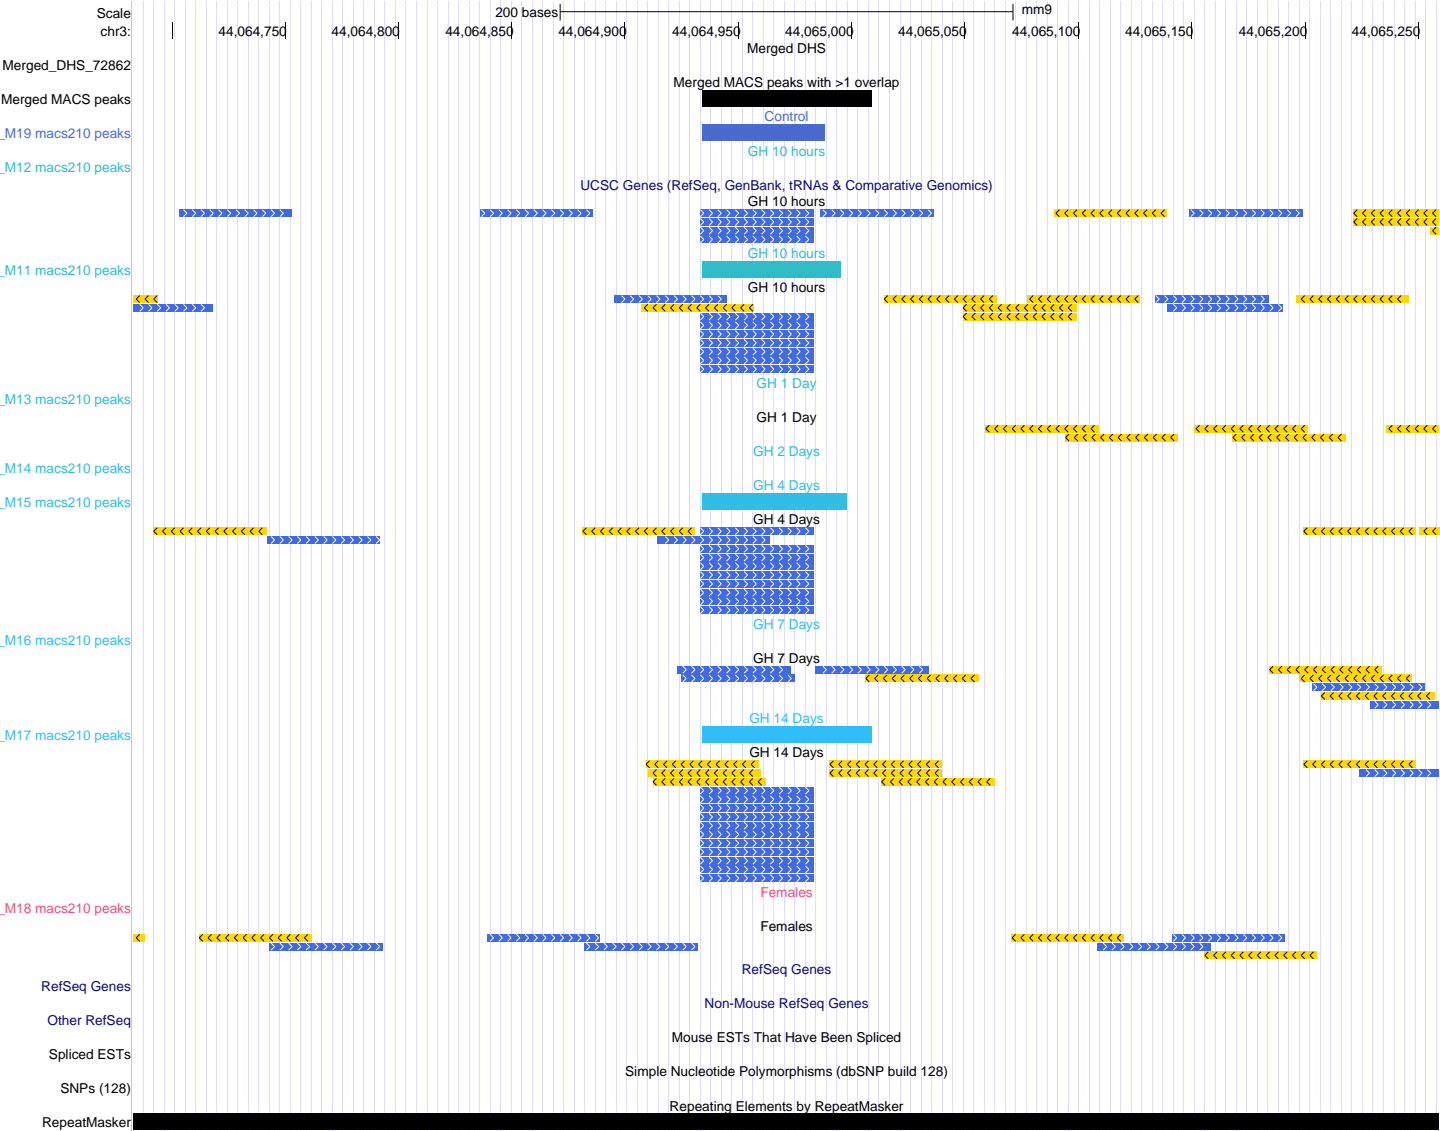 Scale 200 bases mm9
chr3: 44,064,750 44,064,800 44,064,850 44,064,900 44,064,950 44,065,000 44,065,050 44,065,100 44,065,150 44,065,200 44,065,250
Merged DHS
Merged_DHS_72862
Merged MACS peaks with >1 overlap
Merged MACS peaks
Control
_M19 macs210 peaks
GH 10 hours
_M12 macs210 peaks
UCSC Genes (RefSeq, GenBank, tRNAs & Comparative Genomics)
GH 10 hours
GH 10 hours
_M11 macs210 peaks
GH 10 hours
GH 1 Day
_M13 macs210 peaks
GH 1 Day
GH 2 Days
_M14 macs210 peaks
GH 4 Days
_M15 macs210 peaks
GH 4 Days
GH 7 Days
_M16 macs210 peaks
GH 7 Days
GH 14 Days
_M17 macs210 peaks
GH 14 Days
Females
_M18 macs210 peaks
Females
RefSeq Genes
RefSeq Genes
Non-Mouse RefSeq Genes
Other RefSeq
Mouse ESTs That Have Been Spliced
Spliced ESTs
Simple Nucleotide Polymorphisms (dbSNP build 128)
SNPs (128)
Repeating Elements by RepeatMasker
RepeatMasker